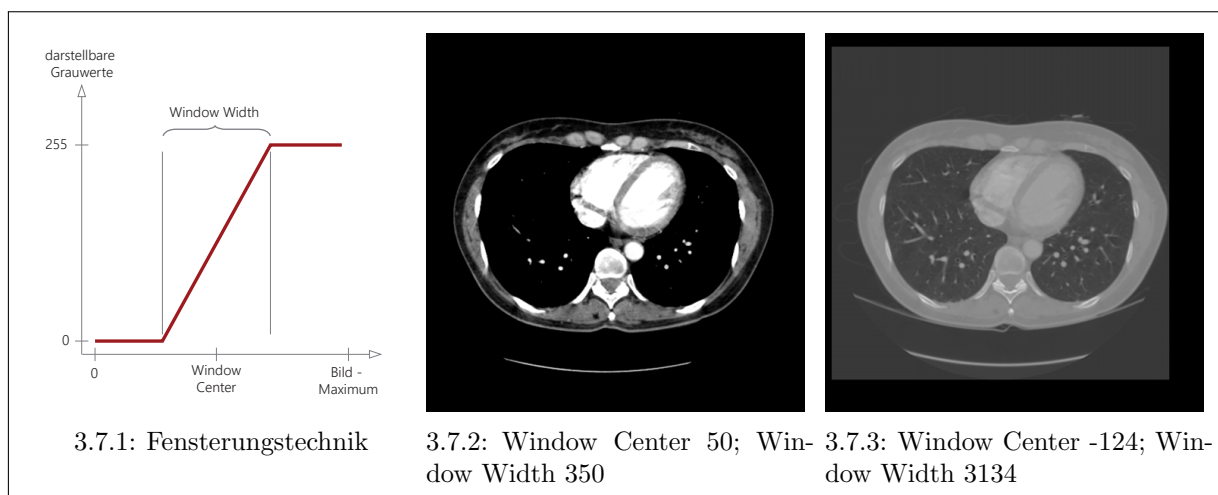 darstellbare
Grauwerte
Window Width
255
0
0
Window
Center
Bild -
Maximum
3.7.1: Fensterungstechnik
3.7.2: Window Center 50; Win-
dow Width 350
3.7.3: Window Center -124; Win-
dow Width 3134